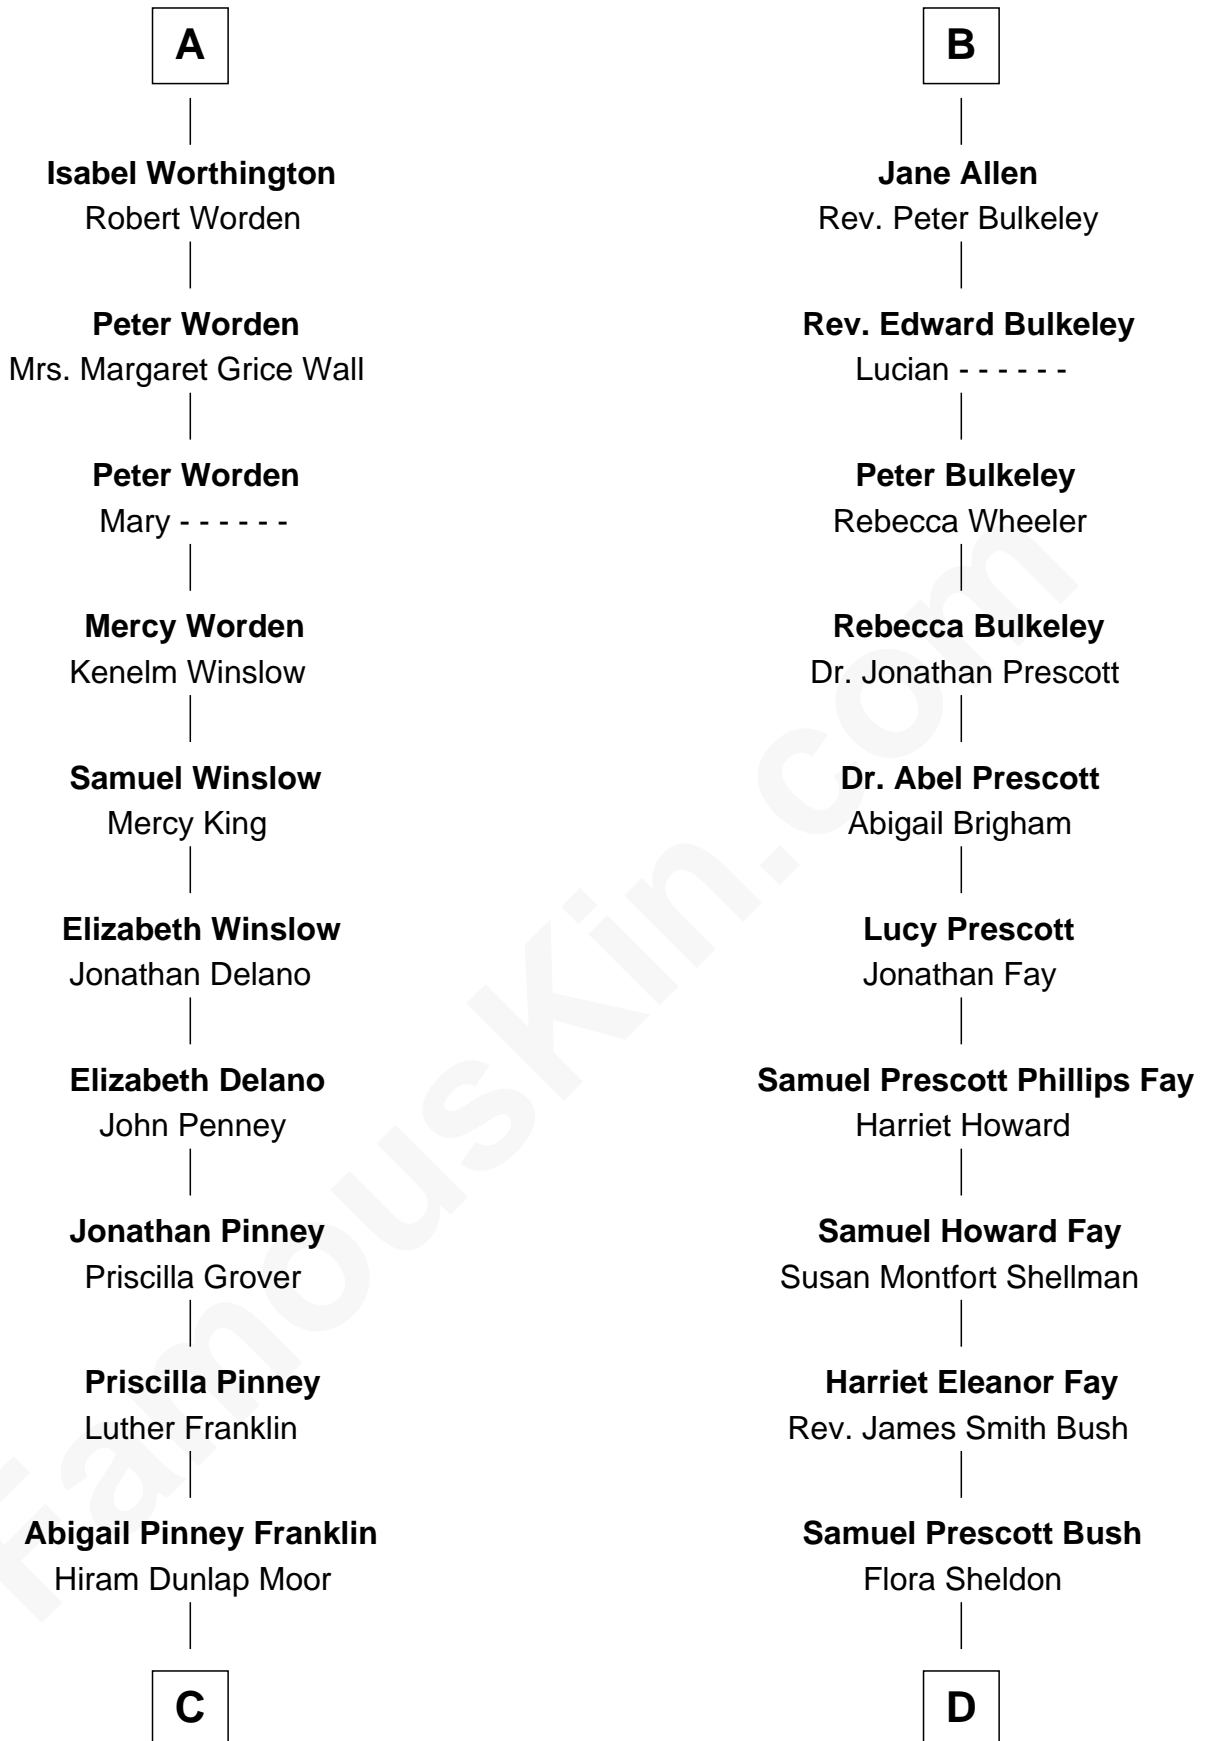 A
Isabel Worthington
Robert Worden
Peter Worden
Mrs. Margaret Grice Wall
Peter Worden
Mary - - - - - -
Mercy Worden
Kenelm Winslow
Samuel Winslow
Mercy King
Elizabeth Winslow
Jonathan Delano
Elizabeth Delano
John Penney
Jonathan Pinney
Priscilla Grover
Priscilla Pinney
Luther Franklin
Abigail Pinney Franklin
Hiram Dunlap Moor
C
B
Jane Allen
Rev. Peter Bulkeley
Rev. Edward Bulkeley
Lucian - - - - - -
Peter Bulkeley
Rebecca Wheeler
Rebecca Bulkeley
Dr. Jonathan Prescott
Dr. Abel Prescott
Abigail Brigham
Lucy Prescott
Jonathan Fay
Samuel Prescott Phillips Fay
Harriet Howard
Samuel Howard Fay
Susan Montfort Shellman
Harriet Eleanor Fay
Rev. James Smith Bush
Samuel Prescott Bush
Flora Sheldon
D
FamousKin.com